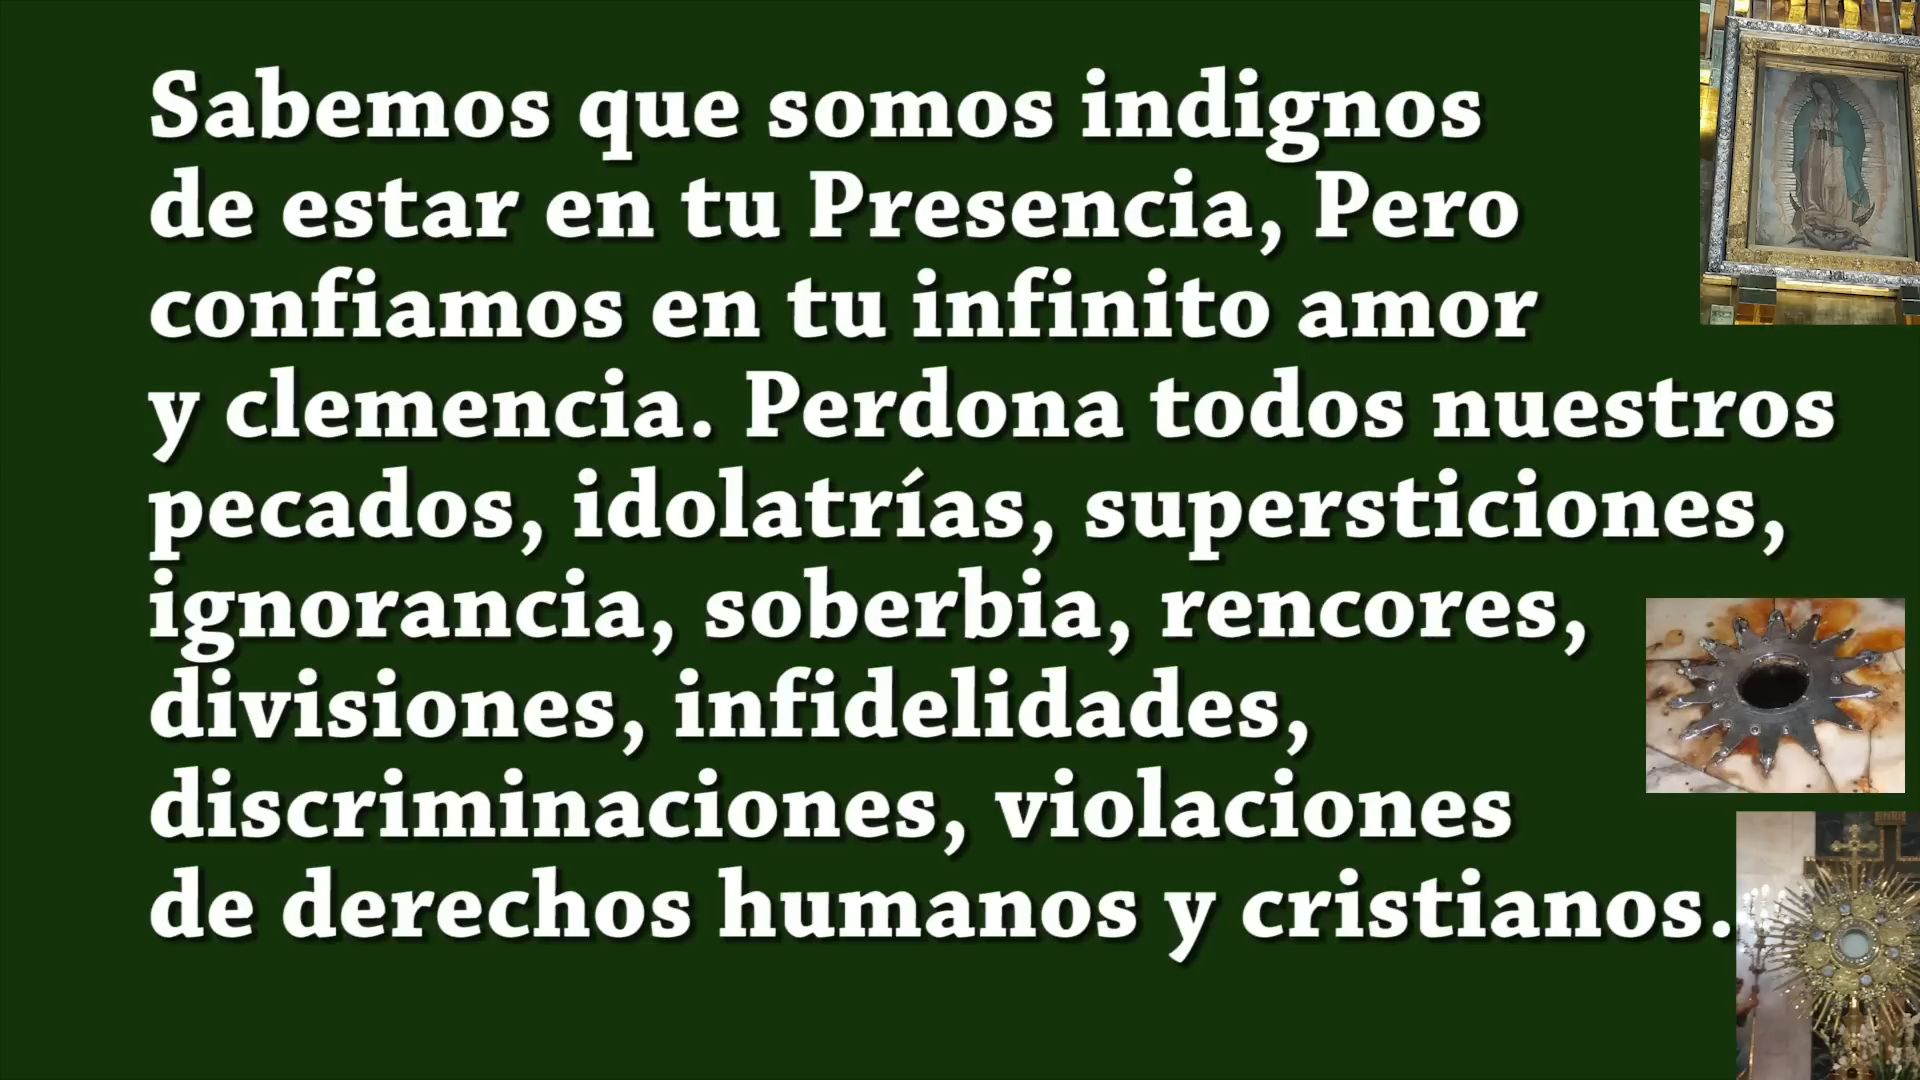 Sabemos que somos indignos
de estar en tu Presencia, Pero
confiamos en tu infinito amor
y clemencia. Perdona todos nuestros
pecados, idolatrías, supersticiones,
ignorancia, soberbia, rencores,
divisiones, infidelidades,
discriminaciones, violaciones
de derechos humanos y cristianos.